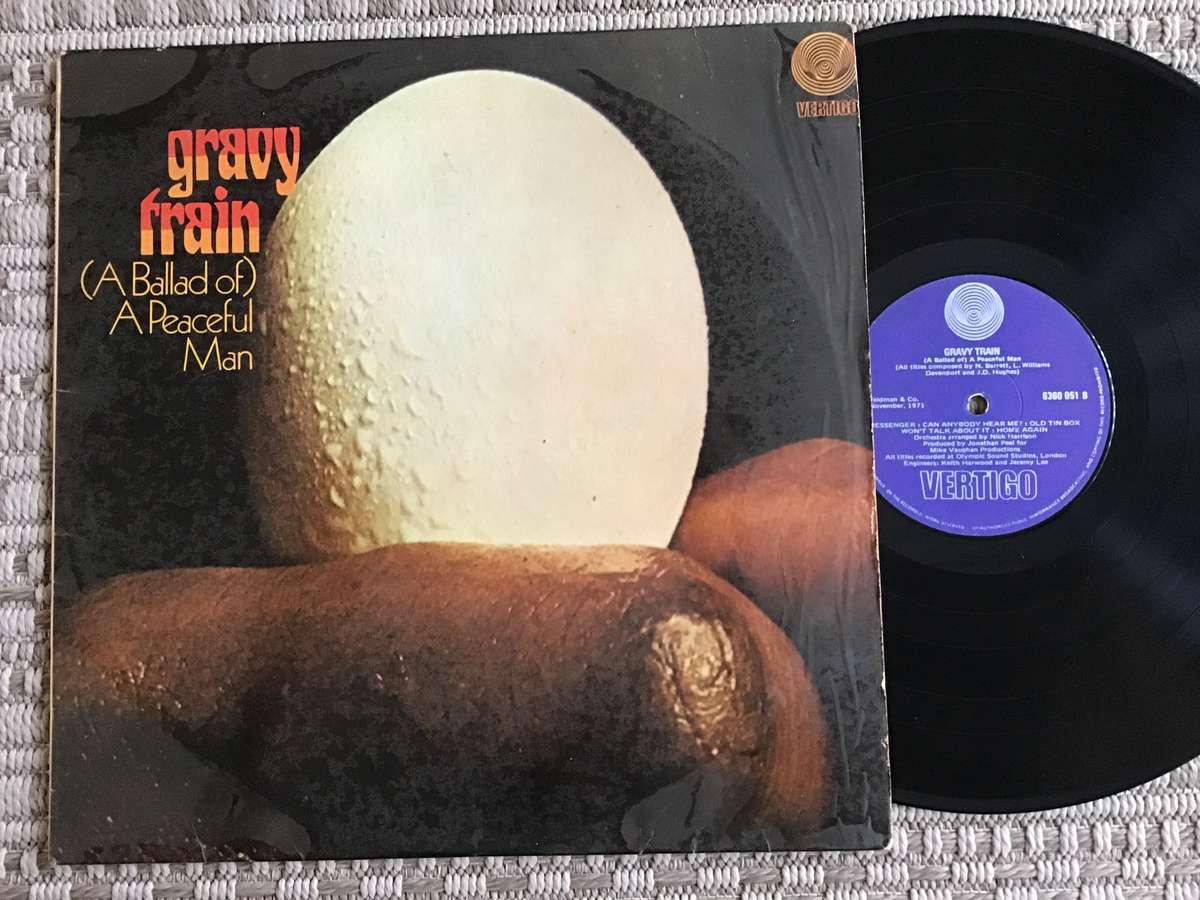 gravy
train
(A Ballad of)
A Peaceful
Man
VERTIGO
GRAVY TRAIN
(A Ballad of) A Peaceful Man
(All titles composed by N. Barrett, L. Williams
Davenport and J.D. Hughes)
6360 051 B
eldman & Co.
November, 1971
ESSENGER : CAN ANYBODY HEAR ME? : OLD TIN BOX
WON'T TALK ABOUT IT : HOME AGAIN
Orchestra arranged by Nick Harrison
Produced by Jonathan Peel for
Mike Vaughan Productions
All titles recorded at Olympic Sound Studios, London
Engineers: Keith Harwood and Jeremy Lee
VERTIGO